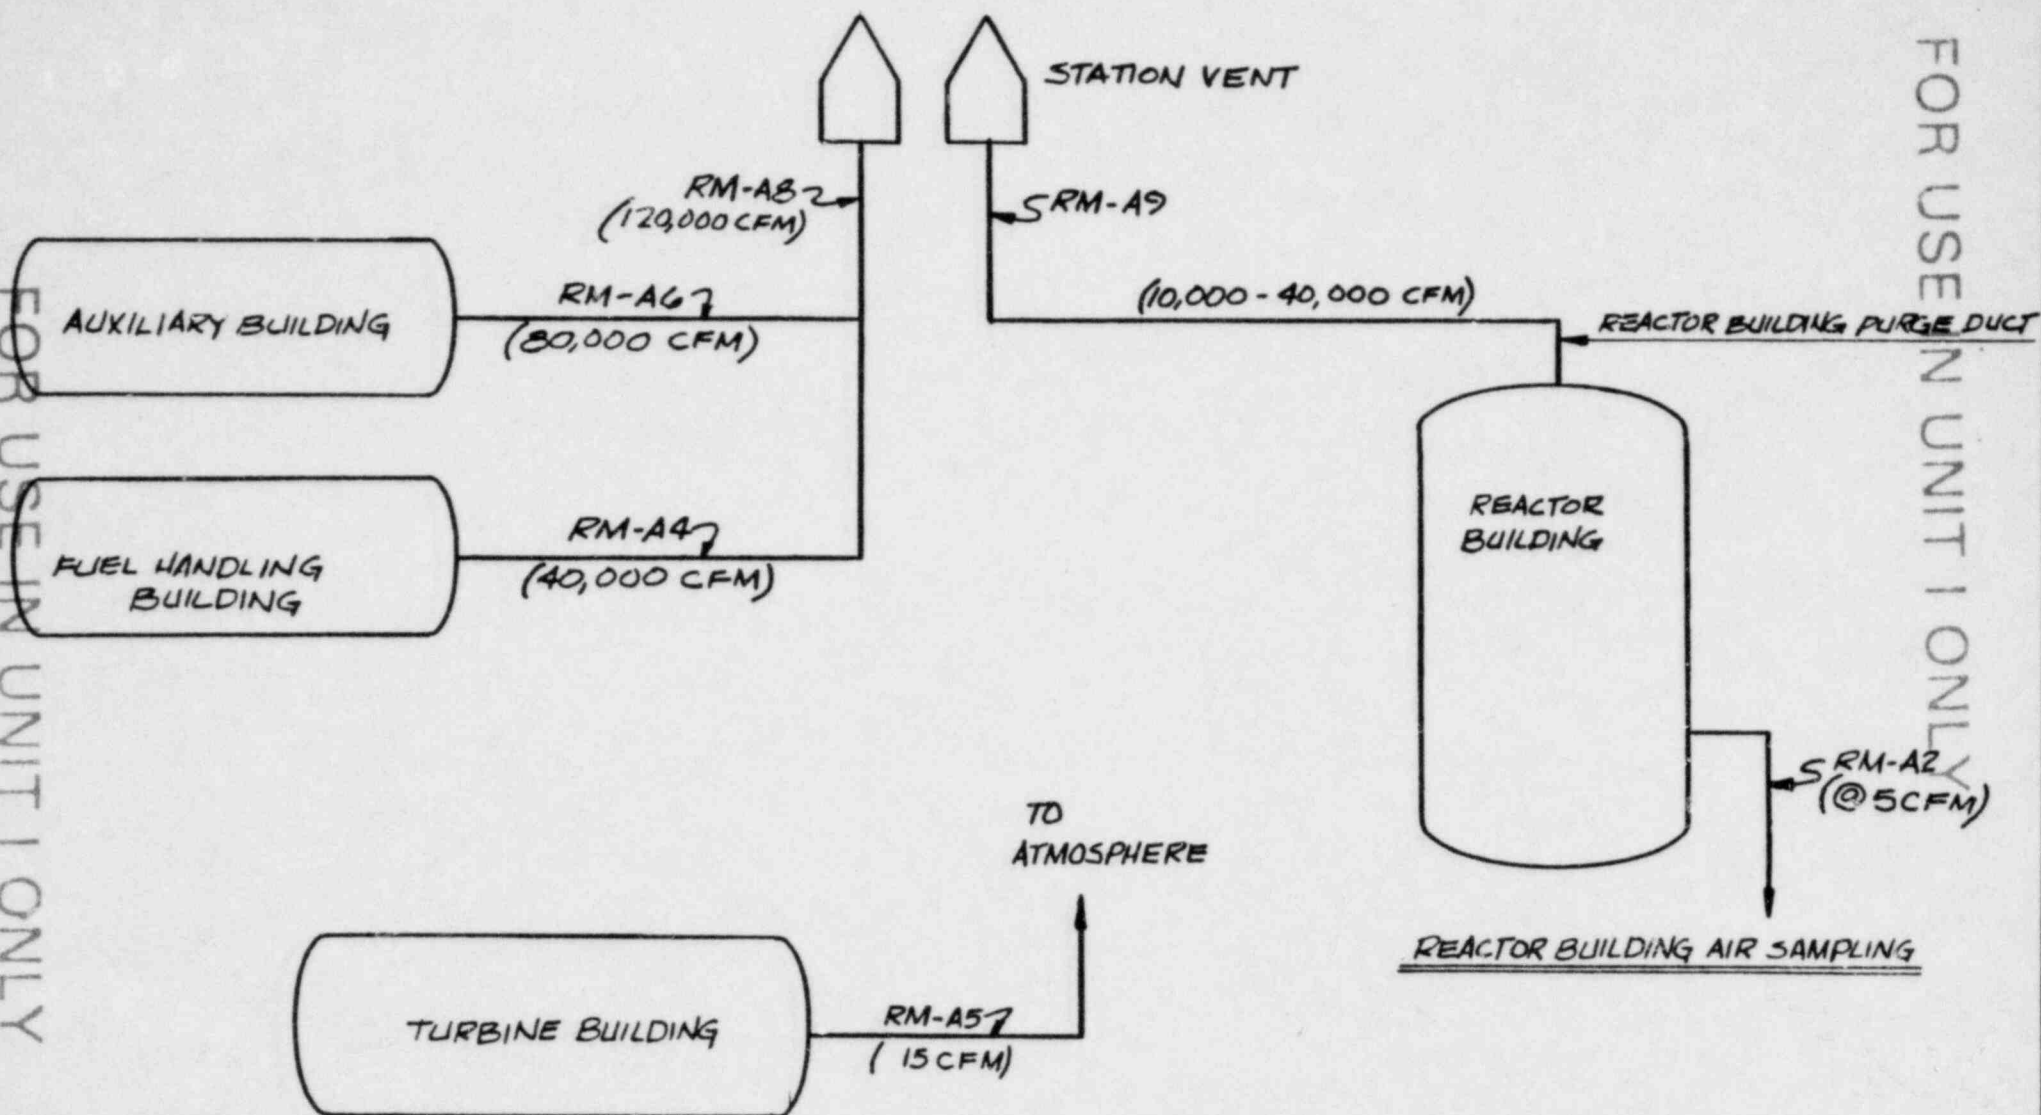 STATION VENT
RM-A8
(120,000 CFM)
RM-A9
AUXILIARY BUILDING
RM-A6
(80,000 CFM)
(10,000 - 40,000 CFM)
REACTOR BUILDING PURGE DUCT
FUEL HANDLING
BUILDING
RM-A4
(40,000 CFM)
REACTOR
BUILDING
RM-A2
(@ 5 CFM)
TO
ATMOSPHERE
REACTOR BUILDING AIR SAMPLING
TURBINE BUILDING
RM-A5
( 15 CFM)
FOR USE IN UNIT I ONLY
FOR USE IN UNIT I ONLY